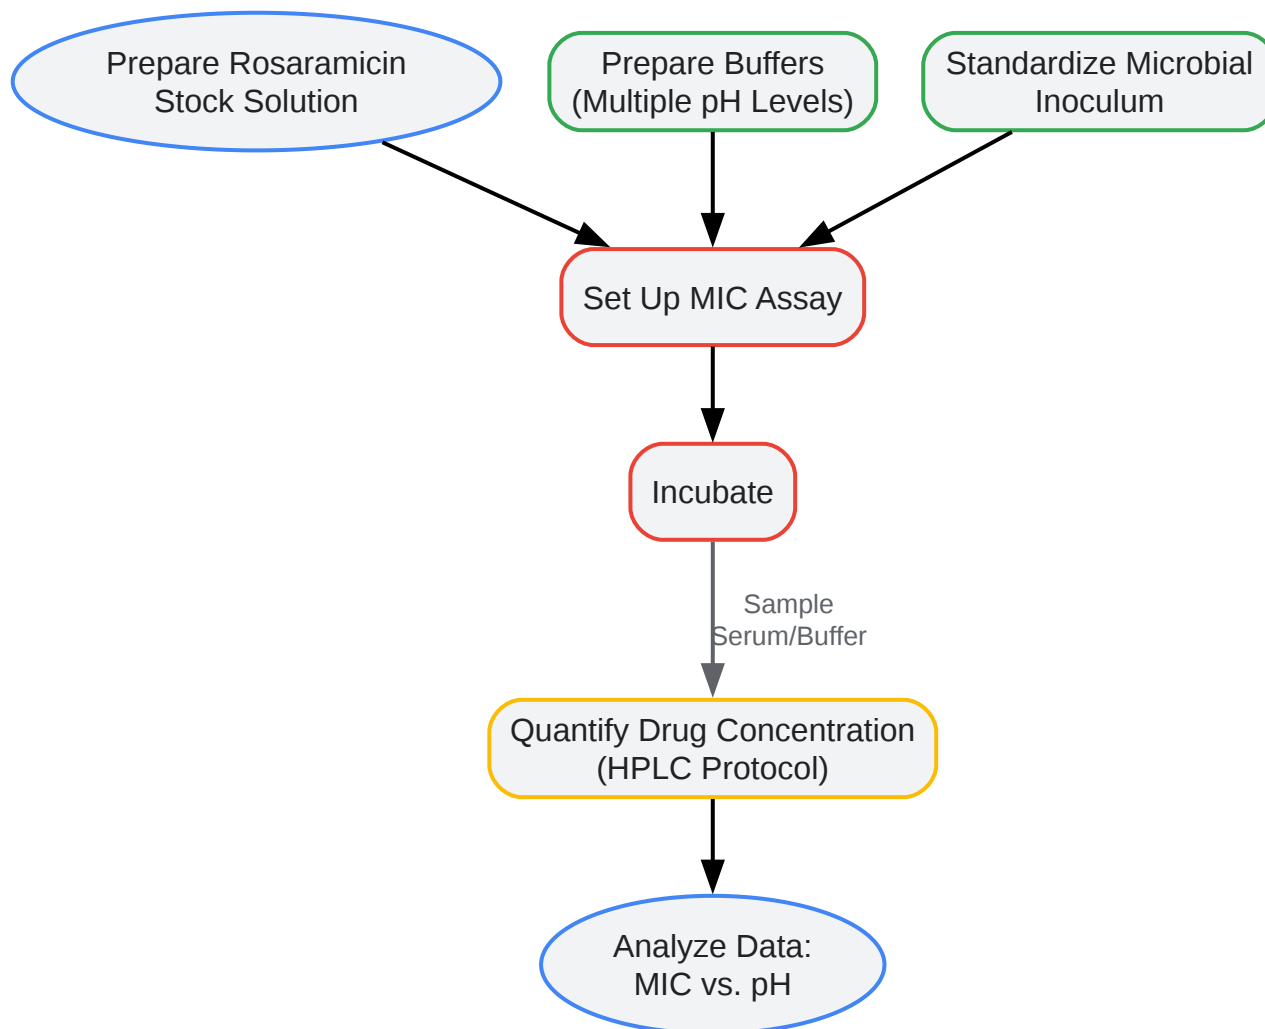 Prepare Rosaramicin
Stock Solution
Prepare Buffers
(Multiple pH Levels)
Standardize Microbial
Inoculum
Set Up MIC Assay
Incubate
Sample
Serum/Buffer
Quantify Drug Concentration
(HPLC Protocol)
Analyze Data:
MIC vs. pH